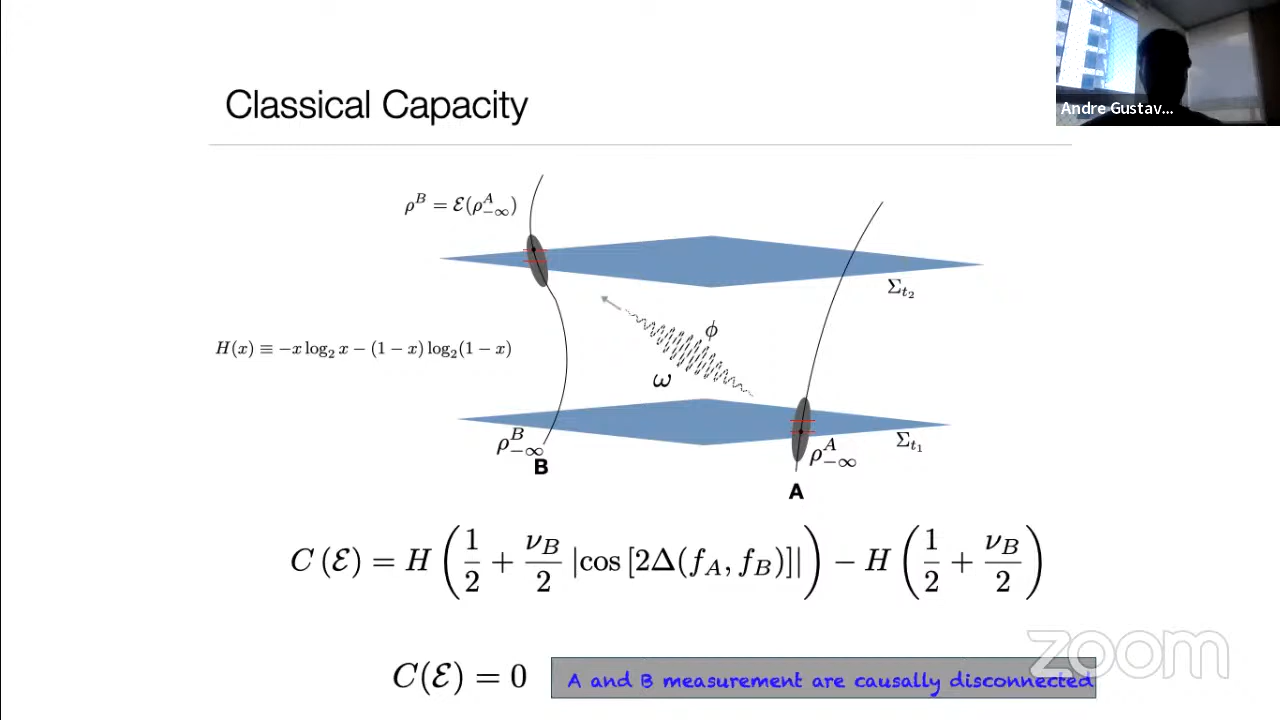 Classical Capacity
Andre Gustav...
ρ^B = ℰ(ρ^A_{−∞})
Σ_{t_2}
ϕ
H(x) ≡ −x log_2 x − (1 − x) log_2(1 − x)
ω
ρ^B_{−∞}
B
Σ_{t_1}
ρ^A_{−∞}
A
C (ℰ) = H (1/2 + ν_B/2 |cos [2Δ(f_A, f_B)]|) − H (1/2 + ν_B/2)
zoom
C(ℰ) = 0
A and B measurement are causally disconnected